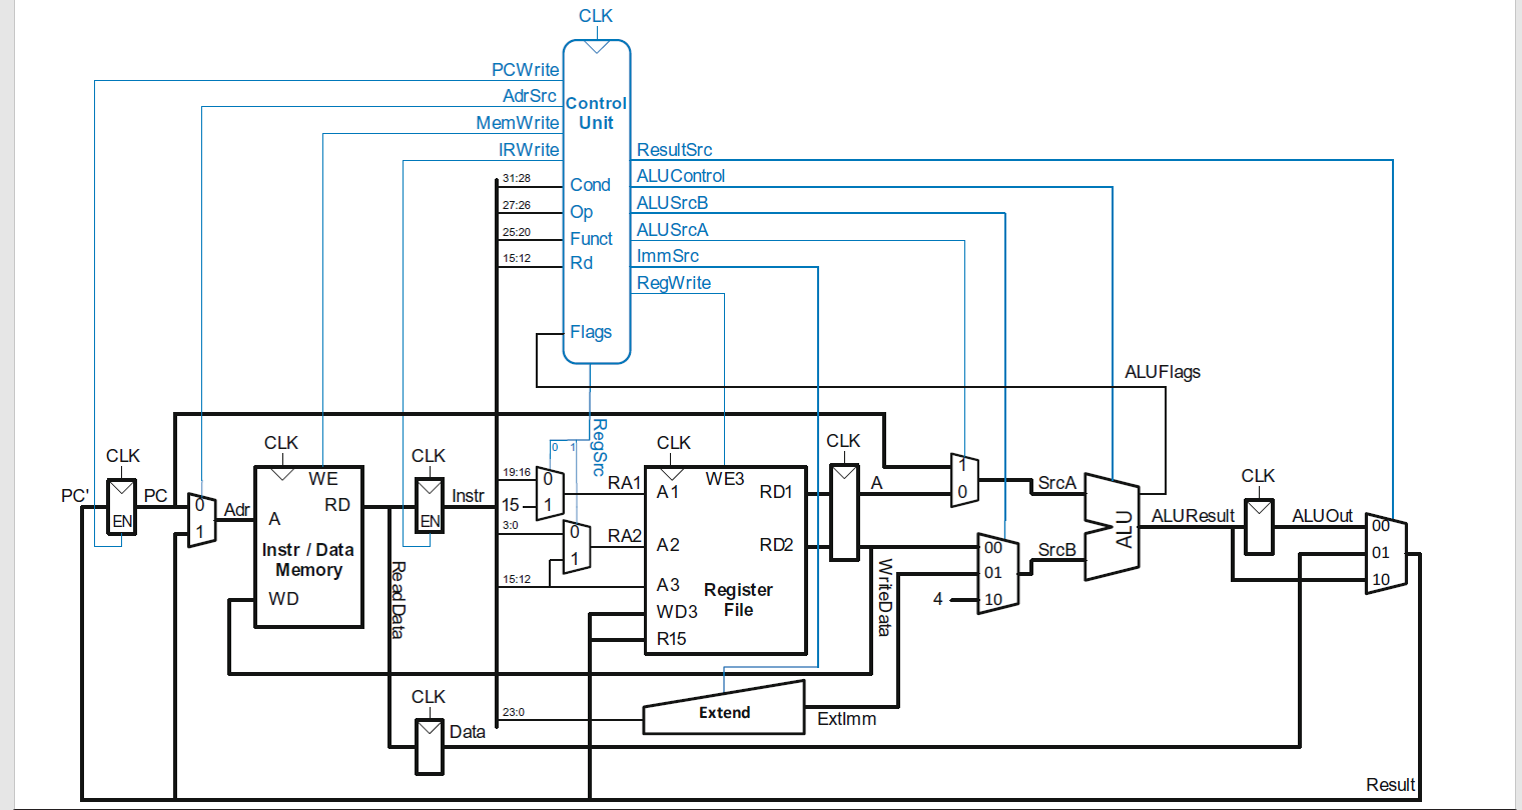 CLK
PCWrite
AdrSrc
MemWrite
IRWrite
Control
Unit
ResultSrc
ALUControl
ALUSrcB
ALUSrcA
ImmSrc
RegWrite
31:28 Cond
27:26 Op
25:20 Funct
15:12 Rd
Flags
ALUFlags
RegSrc
0 1
CLK
PC'
EN
PC
0
1
Adr
CLK
WE
A
RD
Instr / Data
Memory
WD
ReadData
CLK
EN
Instr
19:16
15
0
1
RA1
3:0
0
1
RA2
15:12
CLK
WE3
A1
RD1
A2
RD2
A3
Register
File
WD3
R15
CLK
A
WriteData
1
0
SrcA
00
01
4
10
SrcB
ALU
ALUResult
CLK
ALUOut
00
01
10
CLK
Data
23:0
Extend
ExtImm
Result